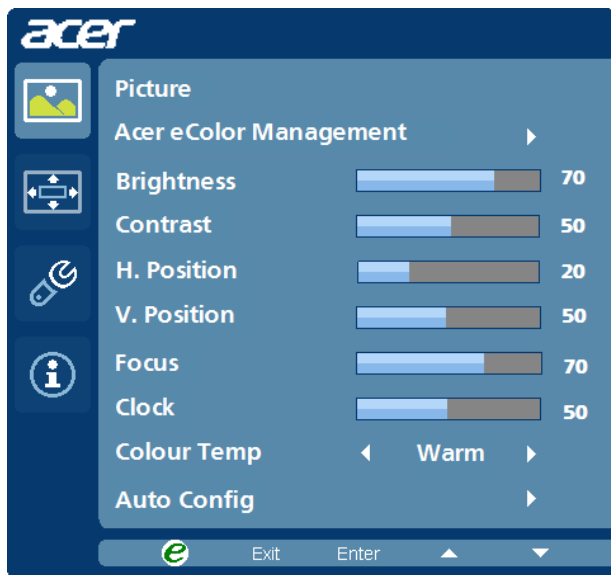 acer
Picture
Acer eColor Management
Brightness 70
Contrast 50
H. Position 20
V. Position 50
Focus 70
Clock 50
Colour Temp Warm
Auto Config
e Exit Enter